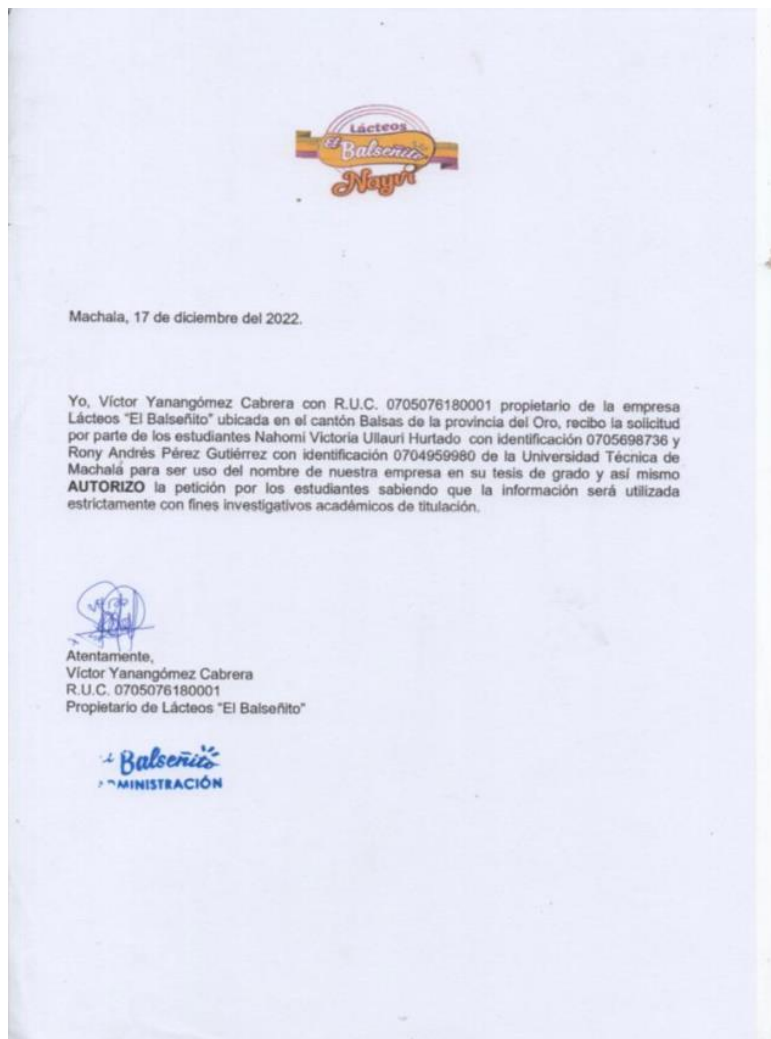 Lácteos
El Balseñito
Nayvi
Machala, 17 de diciembre del 2022.
Yo, Víctor Yanangómez Cabrera con R.U.C. 0705076180001 propietario de la empresa
Lácteos "El Balseñito" ubicada en el cantón Balsas de la provincia del Oro, recibo la solicitud
por parte de los estudiantes Nahomi Victoria Ullauri Hurtado con identificación 0705698736 y
Rony Andrés Pérez Gutiérrez con identificación 0704959980 de la Universidad Técnica de
Machala para ser uso del nombre de nuestra empresa en su tesis de grado y así mismo
AUTORIZO la petición por los estudiantes sabiendo que la información será utilizada
estrictamente con fines investigativos académicos de titulación.
Atentamente,
Víctor Yanangómez Cabrera
R.U.C. 0705076180001
Propietario de Lácteos "El Balseñito"
Balseñito
MINISTRACIÓN